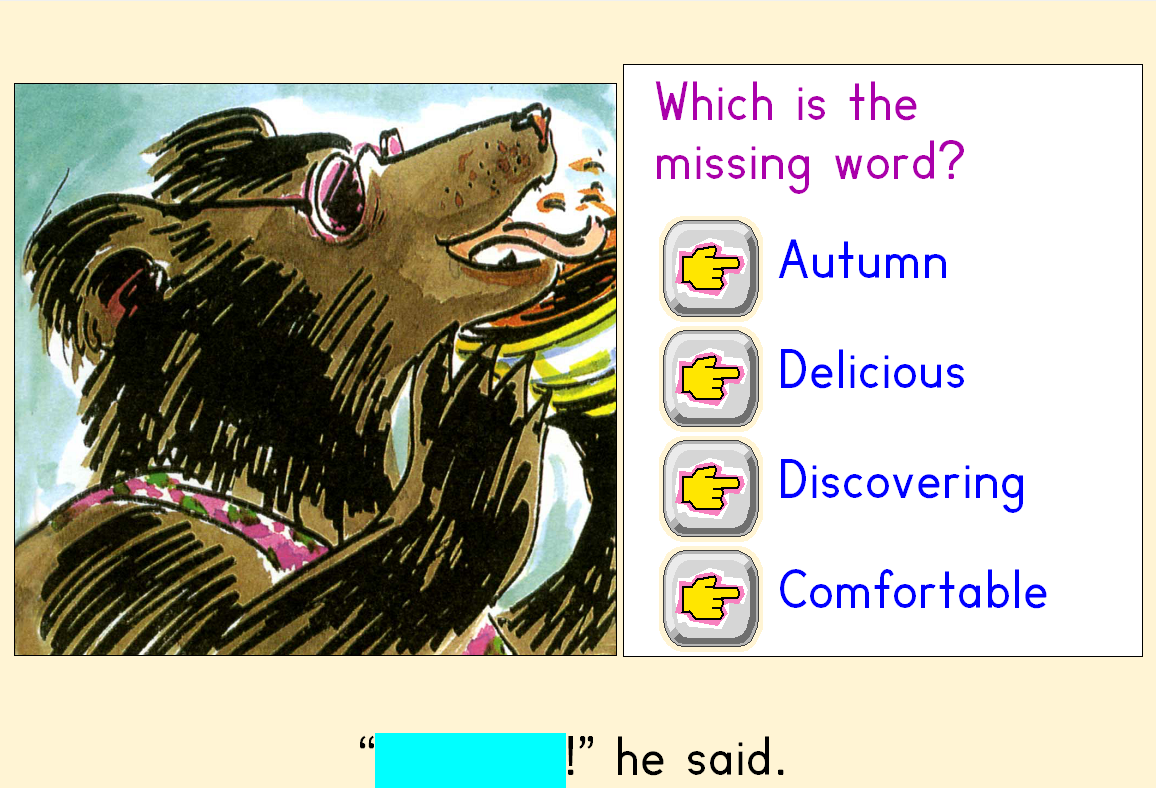 Which is the
missing word?
Autumn
Delicious
Discovering
Comfortable
“ !” he said.